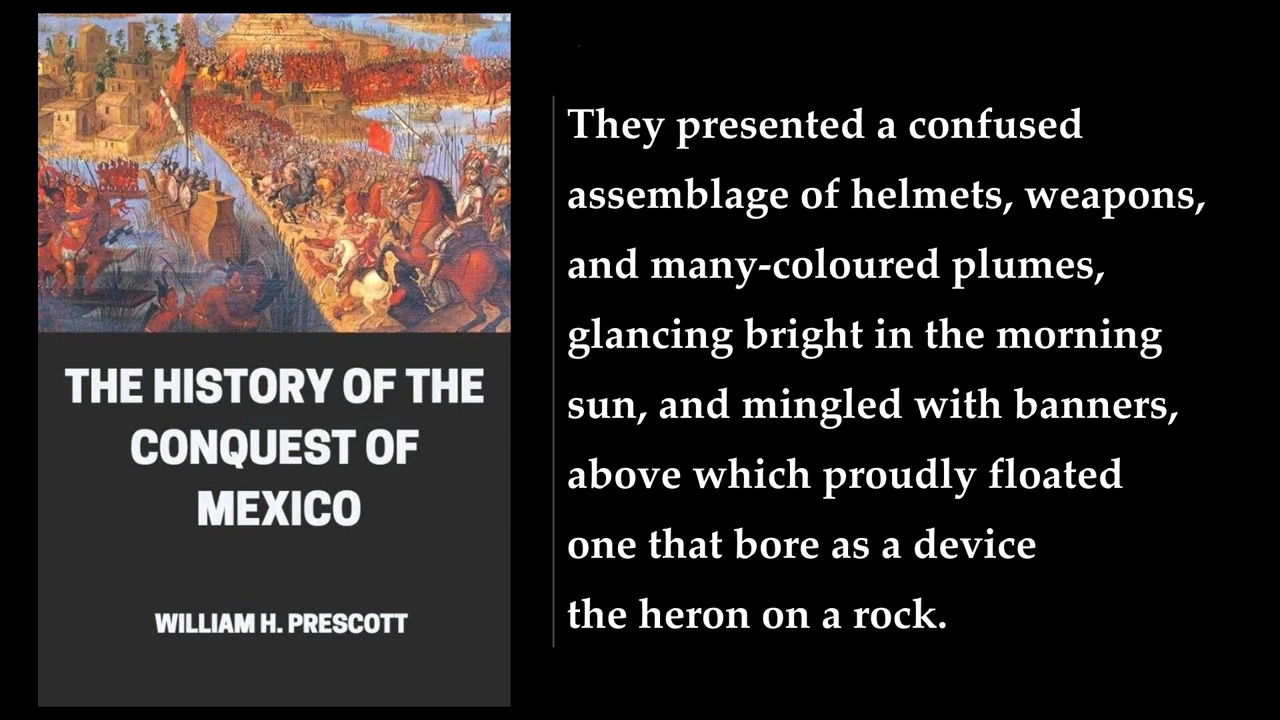 THE HISTORY OF THE
CONQUEST OF
MEXICO
WILLIAM H. PRESCOTT
They presented a confused
assemblage of helmets, weapons,
and many-coloured plumes,
glancing bright in the morning
sun, and mingled with banners,
above which proudly floated
one that bore as a device
the heron on a rock.